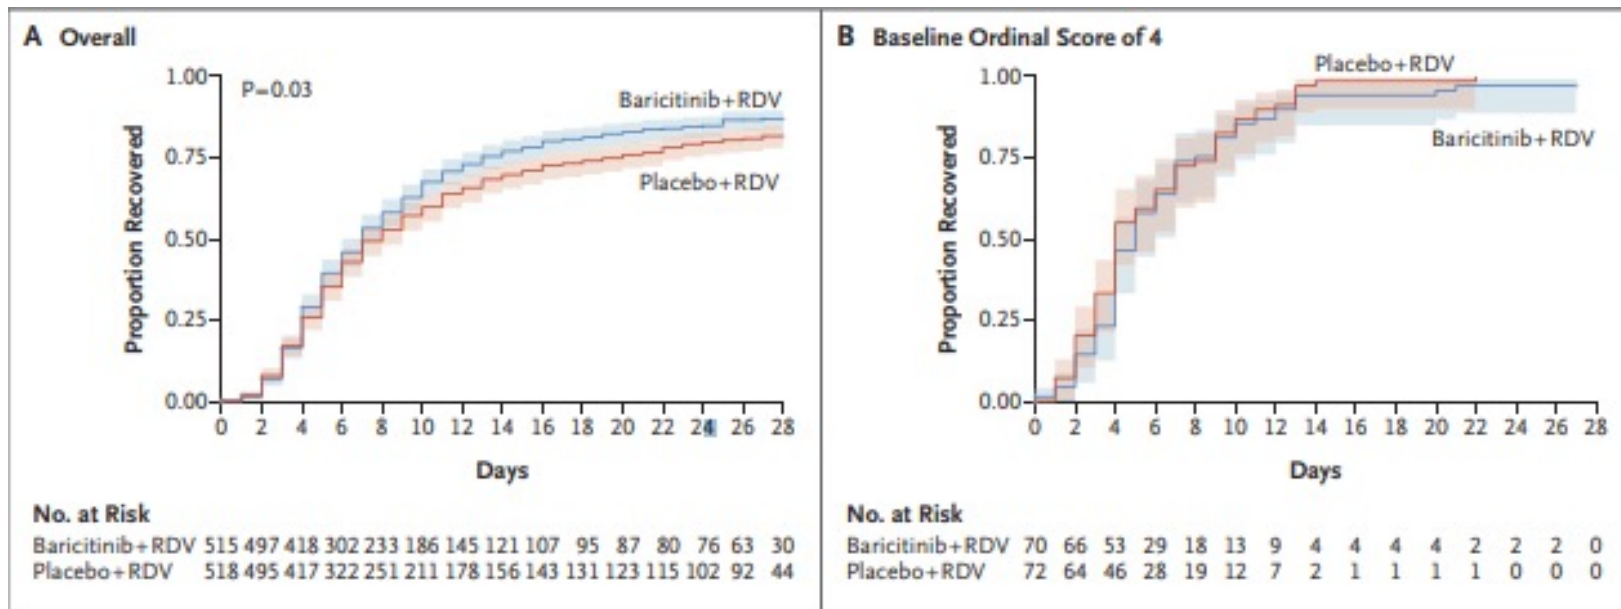 A Overall
P=0.03
Baricitinib+RDV
Placebo+RDV
Proportion Recovered
1.00
0.75
0.50
0.25
0.00
0 2 4 6 8 10 12 14 16 18 20 22 24 26 28
Days
No. at Risk
Baricitinib+RDV 515 497 418 302 233 186 145 121 107 95 87 80 76 63 30
Placebo+RDV 518 495 417 322 251 211 178 156 143 131 123 115 102 92 44
B Baseline Ordinal Score of 4
Placebo+RDV
Baricitinib+RDV
Proportion Recovered
1.00
0.75
0.50
0.25
0.00
0 2 4 6 8 10 12 14 16 18 20 22 24 26 28
Days
No. at Risk
Baricitinib+RDV 70 66 53 29 18 13 9 4 4 4 4 2 2 2 0
Placebo+RDV 72 64 46 28 19 12 7 2 1 1 1 1 0 0 0